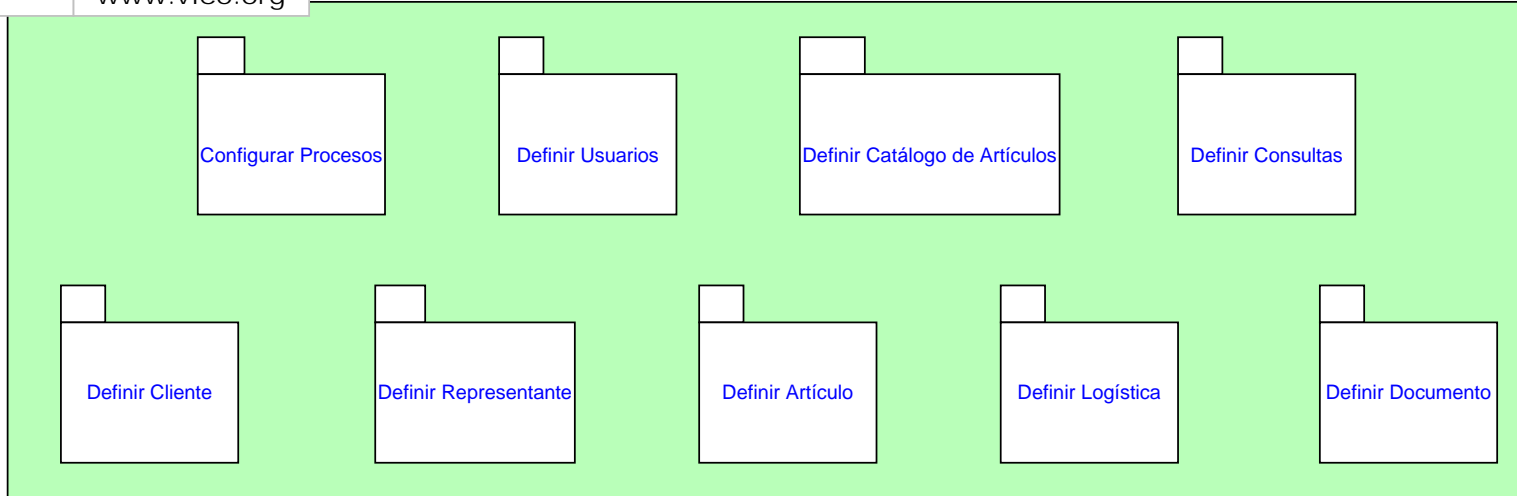 Configurar Procesos
Definir Usuarios
Definir Catálogo de Artículos
Definir Consultas
Definir Cliente
Definir Representante
Definir Artículo
Definir Logística
Definir Documento